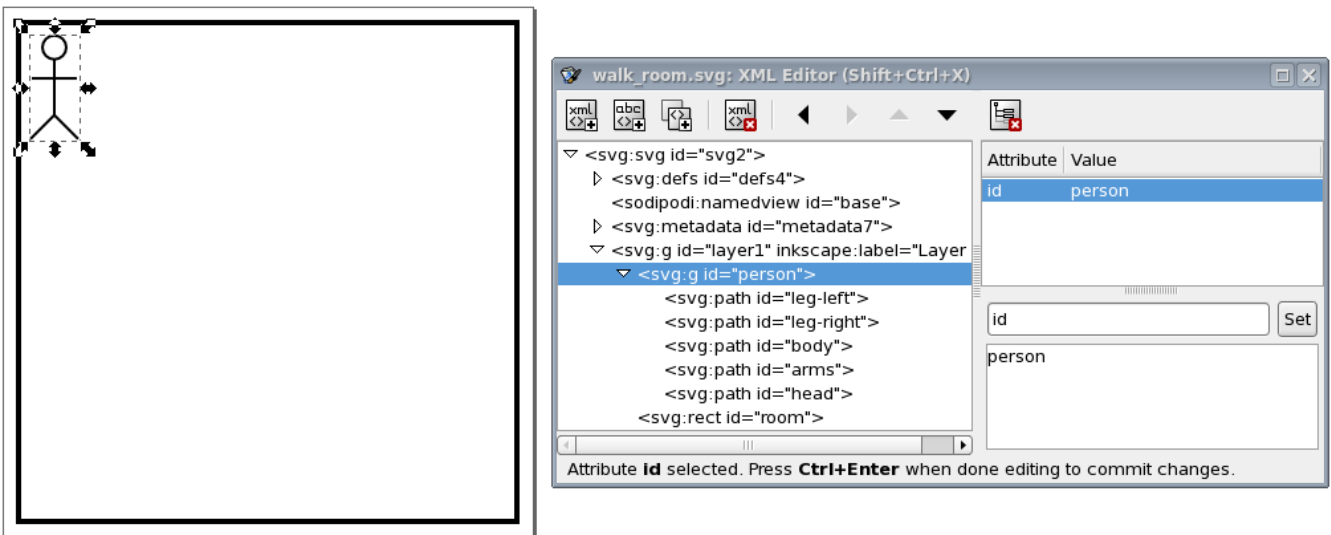 walk_room.svg: XML Editor (Shift+Ctrl+X)
xml
abc
xml
<svg:svg id="svg2">
<svg:defs id="defs4">
<sodipodi:namedview id="base">
<svg:metadata id="metadata7">
<svg:g id="layer1" inkscape:label="Layer
<svg:g id="person">
<svg:path id="leg-left">
<svg:path id="leg-right">
<svg:path id="body">
<svg:path id="arms">
<svg:path id="head">
<svg:rect id="room">
Attribute Value
id person
id Set
person
Attribute id selected. Press Ctrl+Enter when done editing to commit changes.